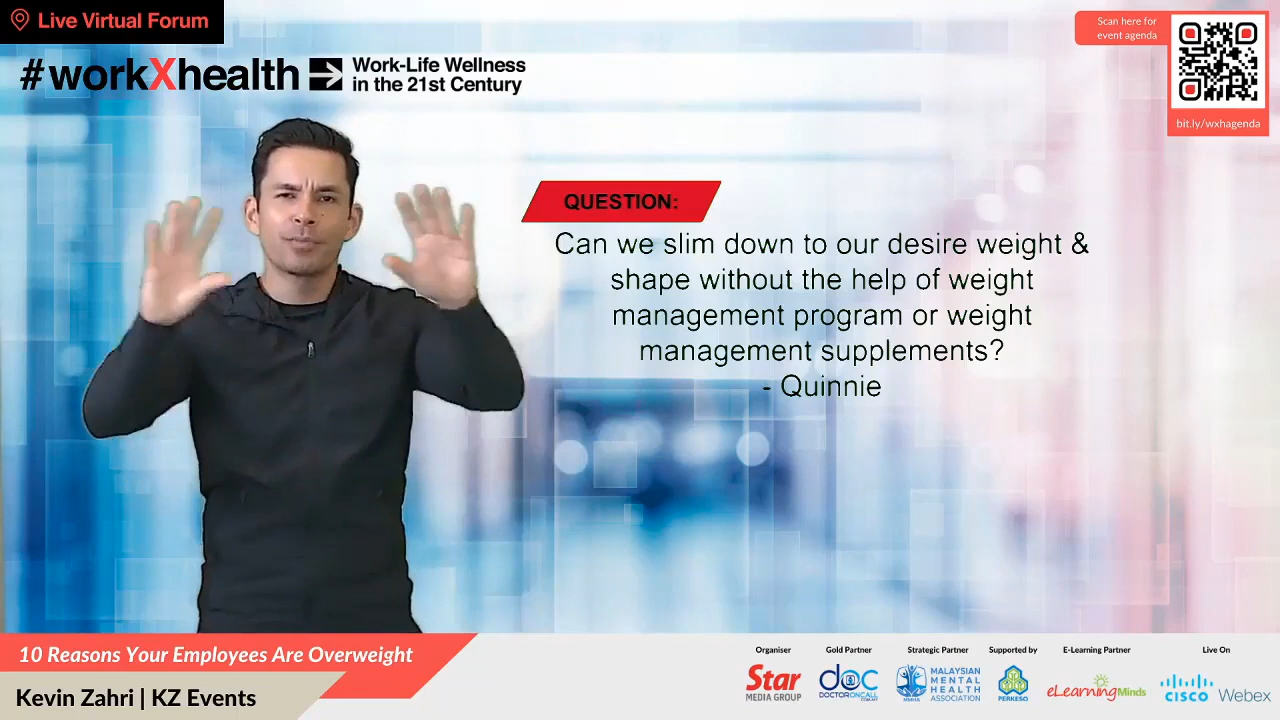 Live Virtual Forum
Scan here for
event agenda
#workXhealth
Work-Life Wellness
in the 21st Century
bit.ly/wxhagenda
QUESTION:
Can we slim down to our desire weight &
shape without the help of weight
management program or weight
management supplements?
- Quinnie
10 Reasons Your Employees Are Overweight
Kevin Zahri | KZ Events
Organiser
Star
MEDIA GROUP
Gold Partner
doc
DOCTORONCALL
Strategic Partner
MMHA
MALAYSIAN
MENTAL
HEALTH
ASSOCIATION
Supported by
PERKESO
E-Learning Partner
eLearningMinds
Live On
CISCO
Webex